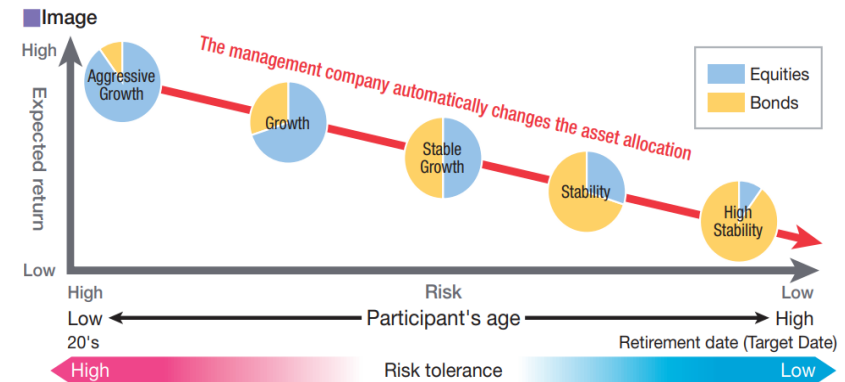 Image
High
Expected return
Low
The management company automatically changes the asset allocation
Equities
Bonds
Aggressive
Growth
Growth
Stable
Growth
Stability
High
Stability
High Risk Low
Low Participant's age High
20's Retirement date (Target Date)
High Risk tolerance Low